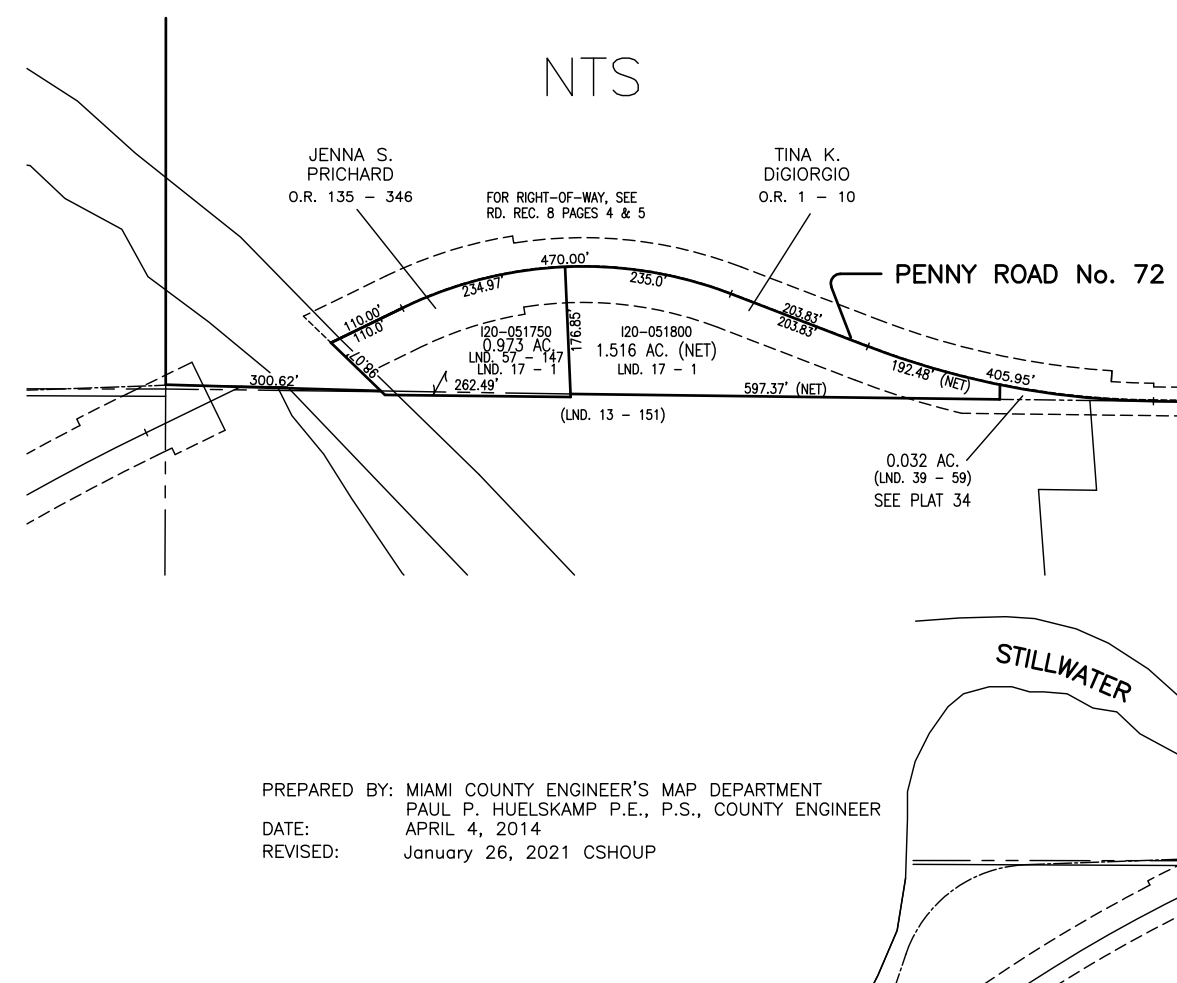 NTS
JENNA S.
PRICHARD
O.R. 135 - 346
FOR RIGHT-OF-WAY, SEE
RD. REC. 8 PAGES 4 & 5
TINA K.
DiGIORGIO
O.R. 1 - 10
PENNY ROAD No. 72
470.00'
234.97'
235.0'
110.00'
110.0'
203.83'
203.83'
176.85'
I20-051750
0.973 AC.
LND. 57 - 147
LND. 17 - 1
I20-051800
1.516 AC. (NET)
LND. 17 - 1
98.07'
192.48' (NET)
405.95'
300.62'
262.49'
597.37' (NET)
(LND. 13 - 151)
0.032 AC.
(LND. 39 - 59)
SEE PLAT 34
STILLWATER
PREPARED BY: MIAMI COUNTY ENGINEER'S MAP DEPARTMENT
PAUL P. HUELSKAMP P.E., P.S., COUNTY ENGINEER
DATE: APRIL 4, 2014
REVISED: January 26, 2021 CSHOUP